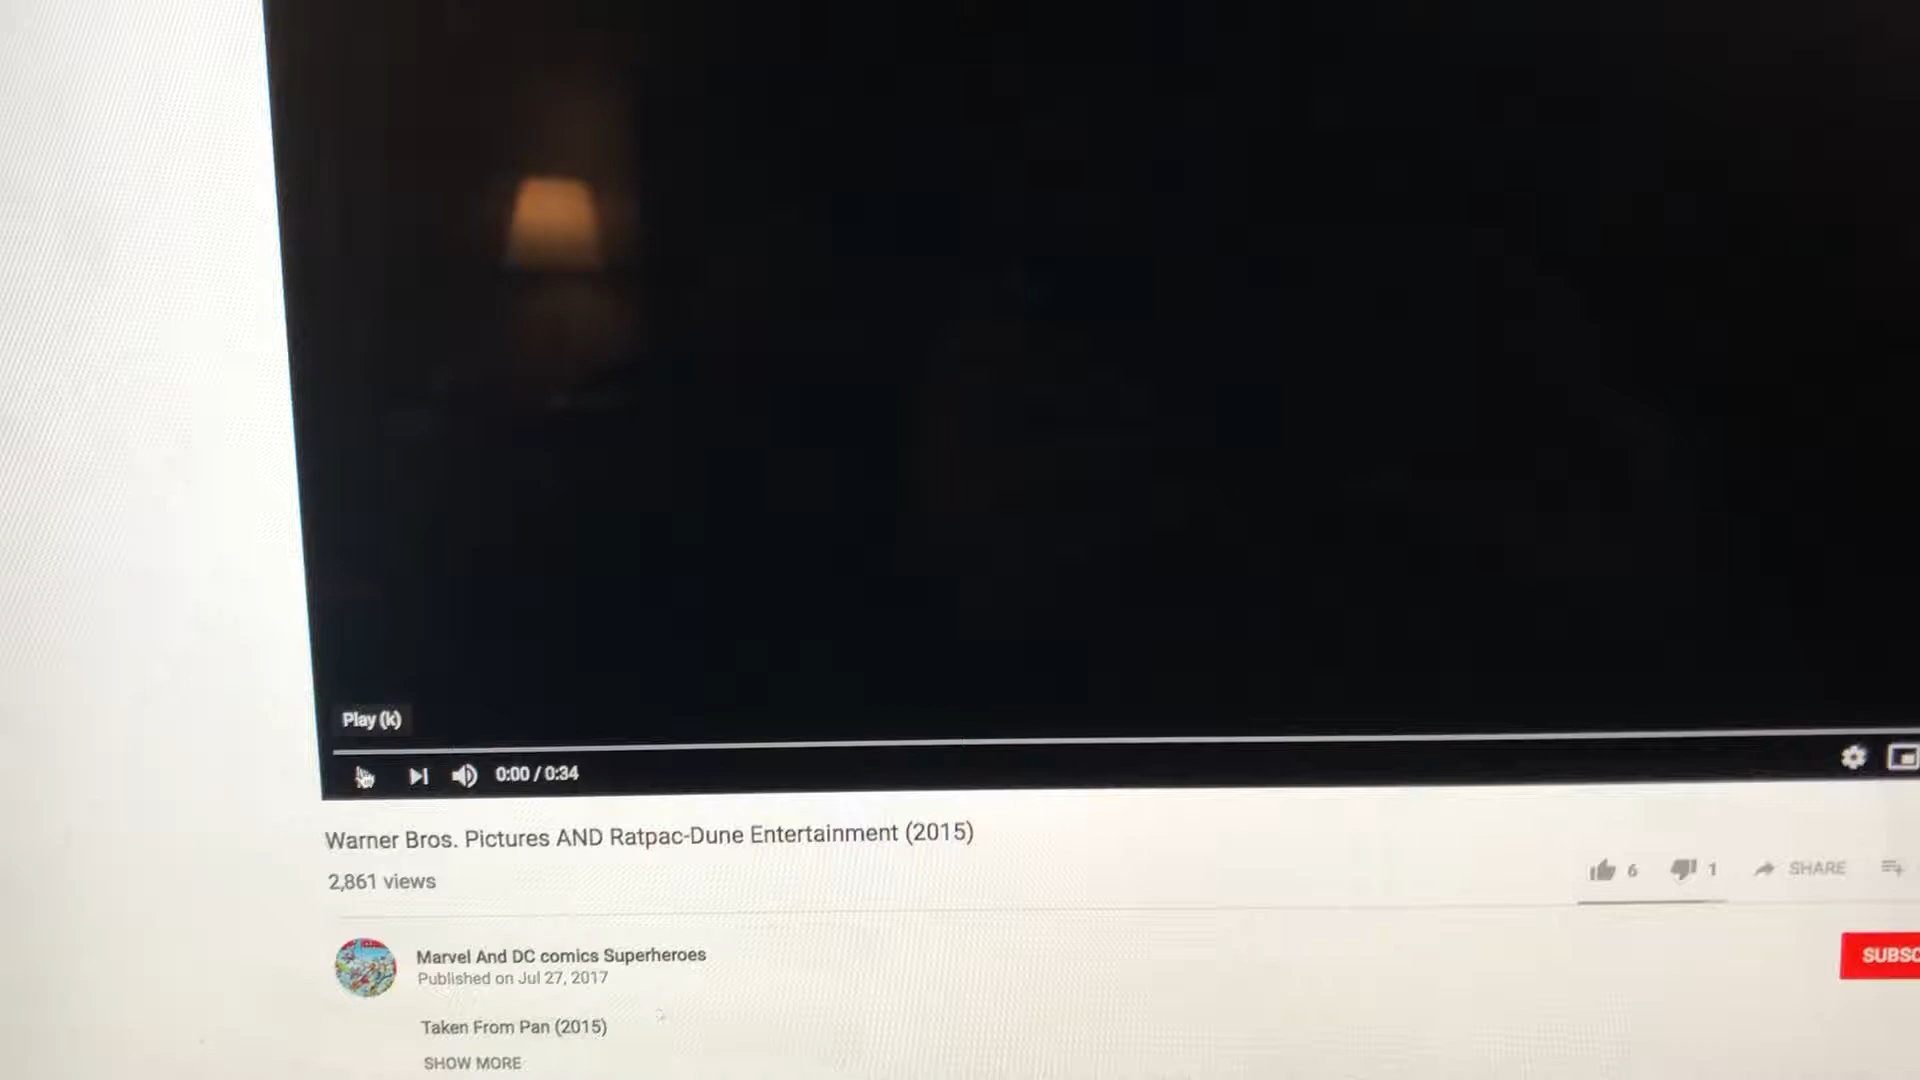 Play (k)
0:00 / 0:34
Warner Bros. Pictures AND Ratpac-Dune Entertainment (2015)
2,861 views
6
1
SHARE
Marvel And DC comics Superheroes
Published on Jul 27, 2017
SUBSC
Taken From Pan (2015)
SHOW MORE